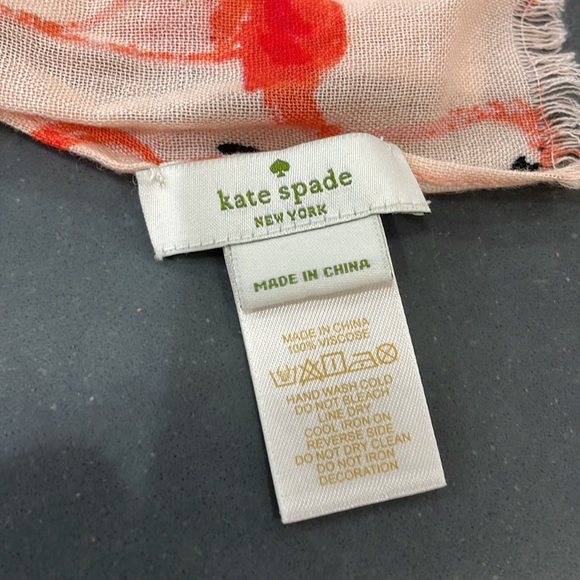 kate spade
NEW YORK
MADE IN CHINA
MADE IN CHINA
100% VISCOSE
HAND WASH COLD
DO NOT BLEACH
LINE DRY
COOL IRON ON
REVERSE SIDE
DO NOT DRY CLEAN
DO NOT IRON
DECORATION